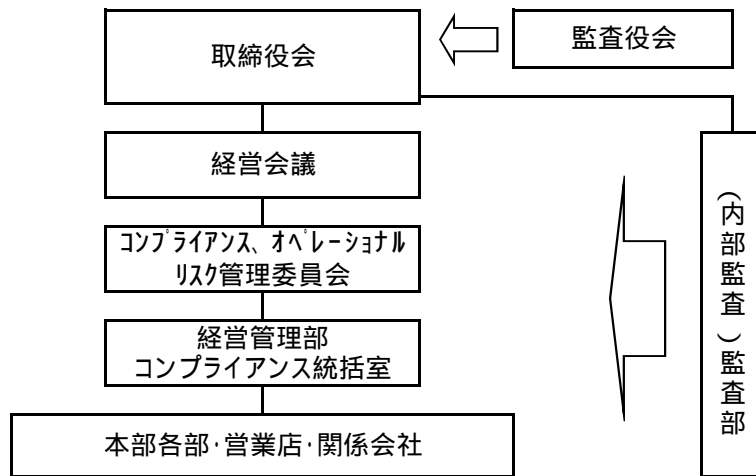 取締役会
監査役会
経営会議
コンプライアンス、オペレーショナル
リスク管理委員会
経営管理部
コンプライアンス統括室
本部各部・営業店・関係会社
(内部監査)監査部